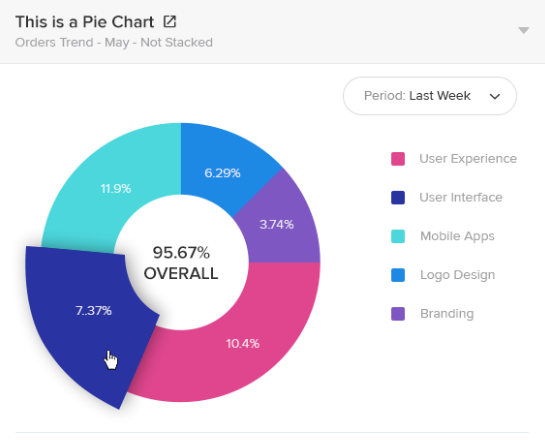 This is a Pie Chart
Orders Trend - May - Not Stacked
Period: Last Week
6.29%
11.9%
3.74%
95.67%
OVERALL
7.37%
10.4%
User Experience
User Interface
Mobile Apps
Logo Design
Branding